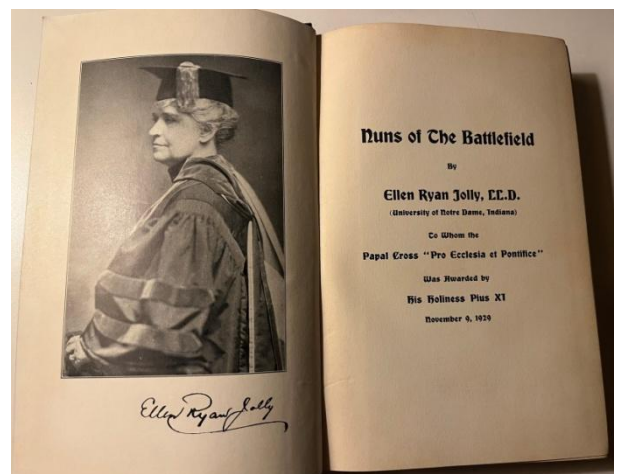 Ellen Ryan Jolly
Nuns of The Battlefield
By
Ellen Ryan Jolly, LL.D.
(University of Notre Dame, Indiana)
To Whom the
Papal Cross "Pro Ecclesia et Pontifice"
Was Awarded by
His Holiness Pius XI
November 9, 1929